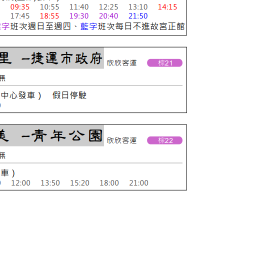 09:35 10:55 11:40 12:25 13:10 14:15
17:45 18:55 19:30 20:40 21:50
字班次週日至週四、藍字班次每日不進故宮正館
里 --捷運市政府 欣欣客運 棕21
無
中心發車） 假日停駛
美 --青年公園 欣欣客運 棕22
無
車）
12:00 13:50 15:20 18:00 21:00